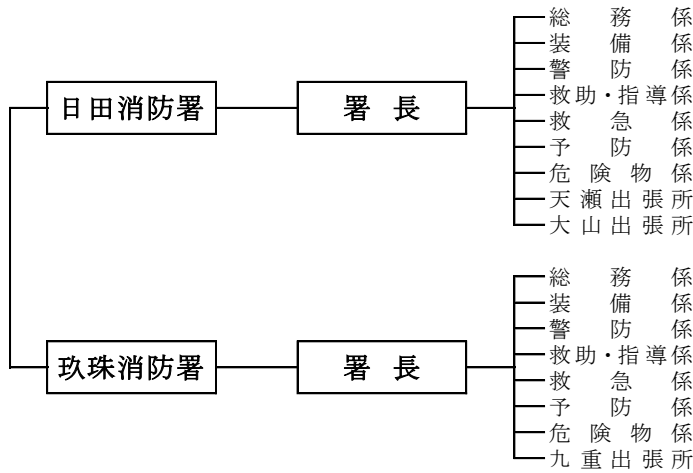 総務係
装備係
警防係
日田消防署 署長 救助・指導係
救急係
予防係
危険物係
天瀬出張所
大山出張所
総務係
装備係
警防係
玖珠消防署 署長 救助・指導係
救急係
予防係
危険物係
九重出張所